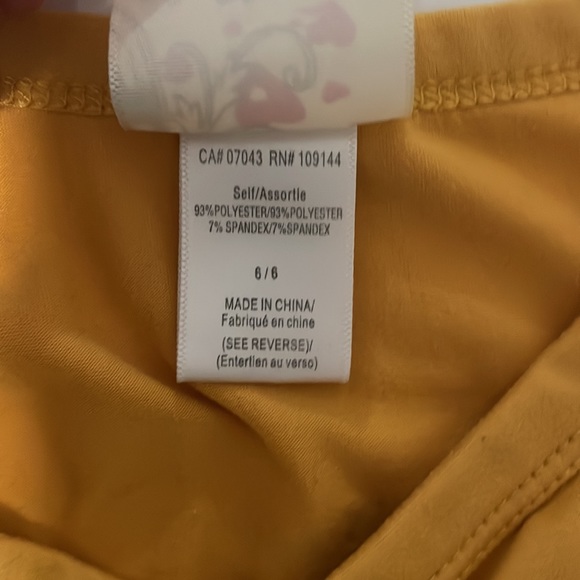 CA# 07043 RN# 109144
Self/Assortie
93%POLYESTER/93%POLYESTER
7% SPANDEX/7%SPANDEX
6 / 6
MADE IN CHINA/
Fabriqué en chine
(SEE REVERSE)/
(Entertien au verso)